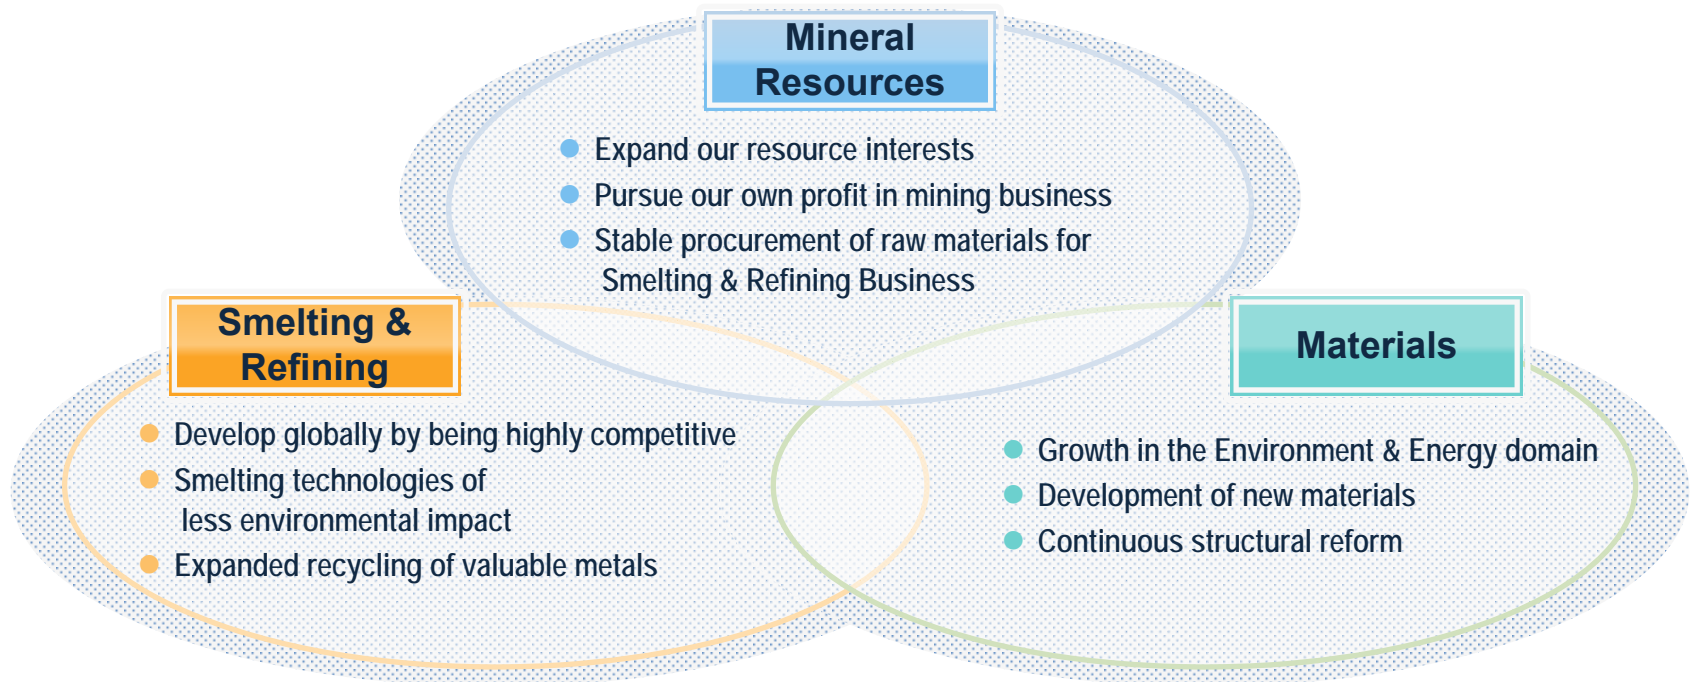 Mineral
Resources
Expand our resource interests
Pursue our own profit in mining business
Stable procurement of raw materials for
Smelting & Refining Business
Smelting &
Refining
Develop globally by being highly competitive
Smelting technologies of
less environmental impact
Expanded recycling of valuable metals
Materials
Growth in the Environment & Energy domain
Development of new materials
Continuous structural reform